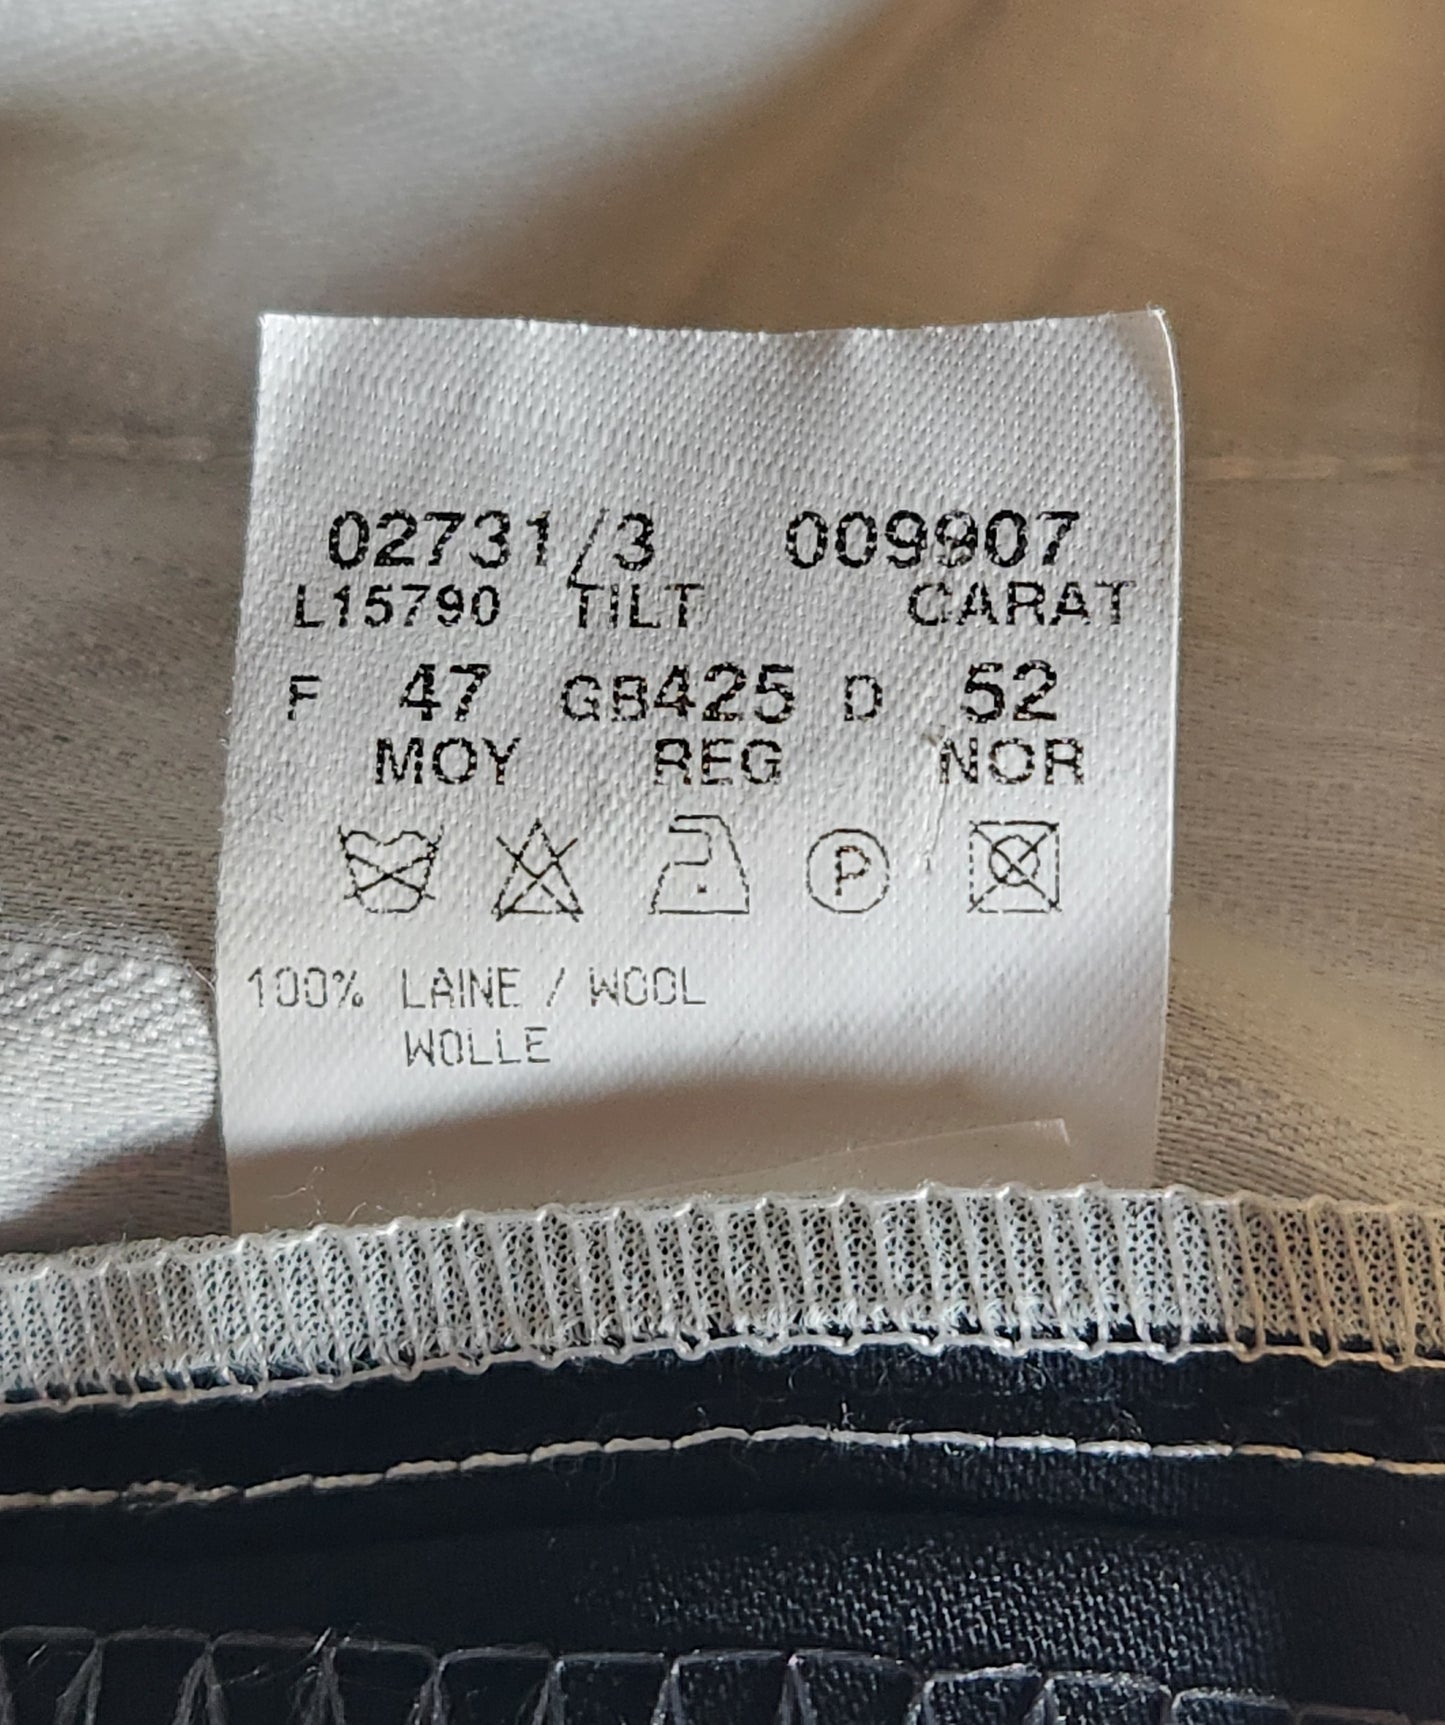 02731/3 009907
L15790 TILT CARAT
F 47 GB425 D 52
MOY REG NOR
P
100% LAINE / WOOL
WOLLE